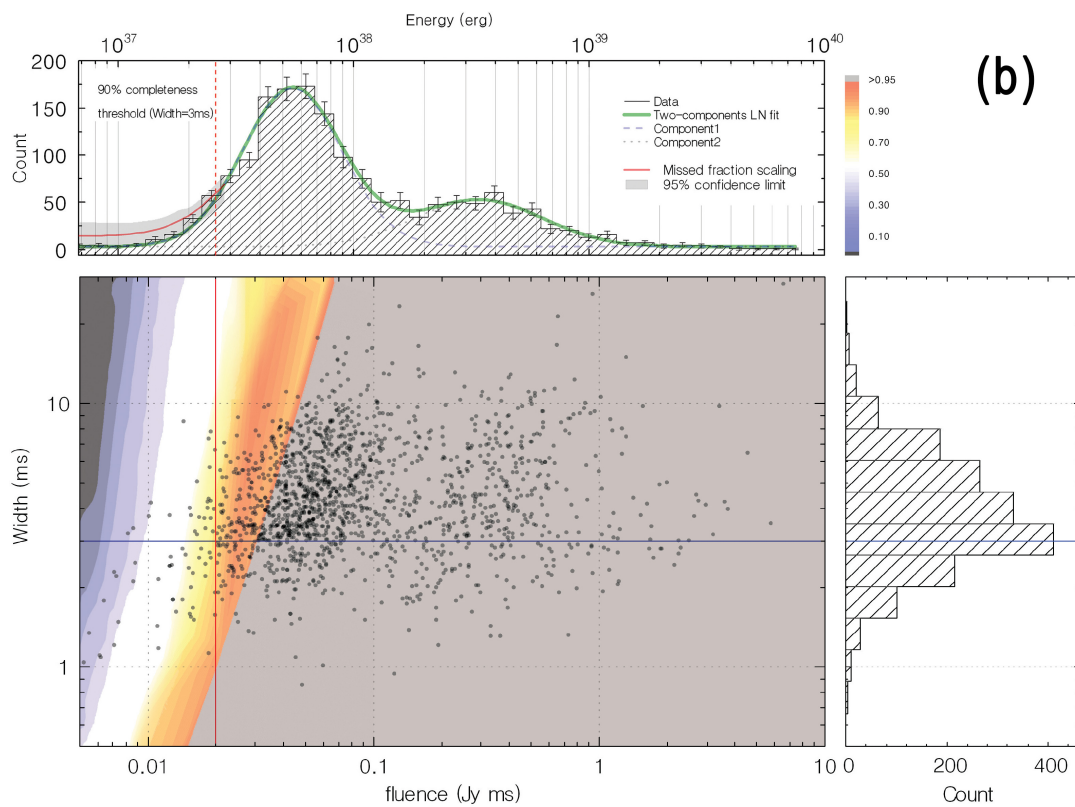 Energy (erg)
10^37 10^38 10^39 10^40
(b)
200
150
100
50
0
Count
90% completeness
threshold (Width=3ms)
Data
Two-components LN fit
Component1
Component2
Missed fraction scaling
95% confidence limit
>0.95
0.90
0.70
0.50
0.30
0.10
10
1
Width (ms)
0.01 0.1 1 10
fluence (Jy ms)
0 200 400
Count